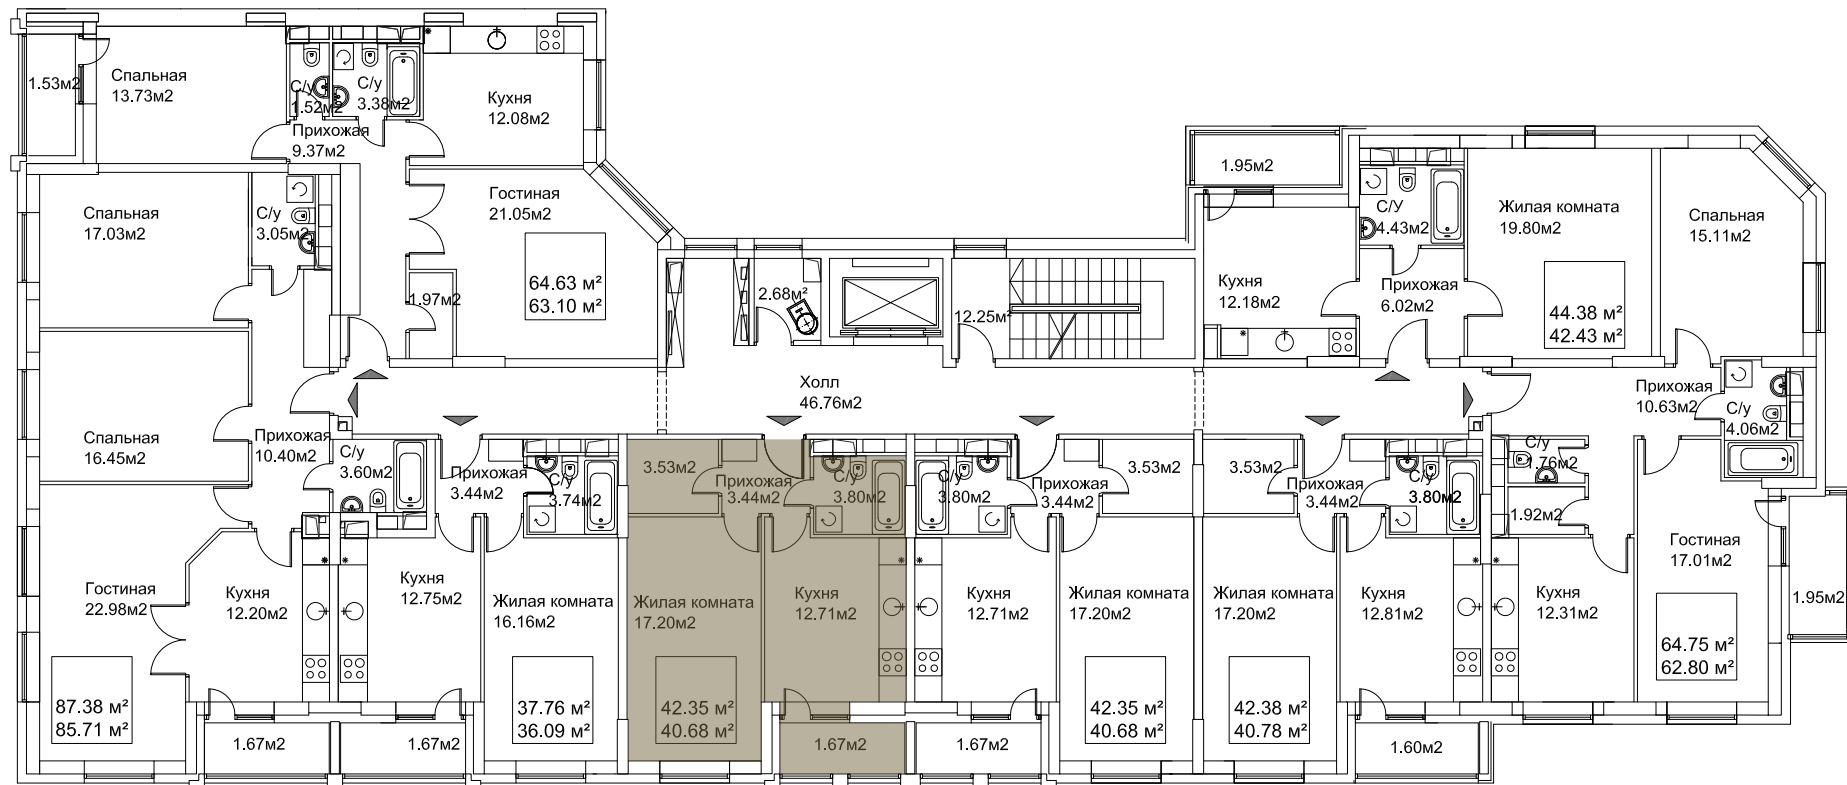 1.53м2
Спальная
13.73м2
С/у
1.52м2
С/у
3.38м2
Прихожая
9.37м2
Кухня
12.08м2
Спальная
17.03м2
С/у
3.05м2
Гостиная
21.05м2
64.63 м²
63.10 м²
1.97м2
2.68м²
12.25м²
1.95м2
Кухня
12.18м2
С/У
4.43м2
Прихожая
6.02м2
Жилая комната
19.80м2
44.38 м²
42.43 м²
Спальная
15.11м2
Холл
46.76м2
Спальная
16.45м2
Прихожая
10.40м2
С/у
3.60м2
Прихожая
3.44м2
С/у
3.74м2
3.53м2
Прихожая
3.44м2
С/у
3.80м2
С/у
3.80м2
Прихожая
3.44м2
3.53м2
3.53м2
Прихожая
3.44м2
С/у
3.80м2
С/у
1.76м2
1.92м2
Прихожая
10.63м2
С/у
4.06м2
Гостиная
22.98м2
87.38 м²
85.71 м²
Кухня
12.20м2
1.67м2
Кухня
12.75м2
1.67м2
Жилая комната
16.16м2
37.76 м²
36.09 м²
Жилая комната
17.20м2
42.35 м²
40.68 м²
Кухня
12.71м2
1.67м2
Кухня
12.71м2
1.67м2
Жилая комната
17.20м2
42.35 м²
40.68 м²
Жилая комната
17.20м2
42.38 м²
40.78 м²
Кухня
12.81м2
1.60м2
Кухня
12.31м2
Гостиная
17.01м2
64.75 м²
62.80 м²
1.95м2